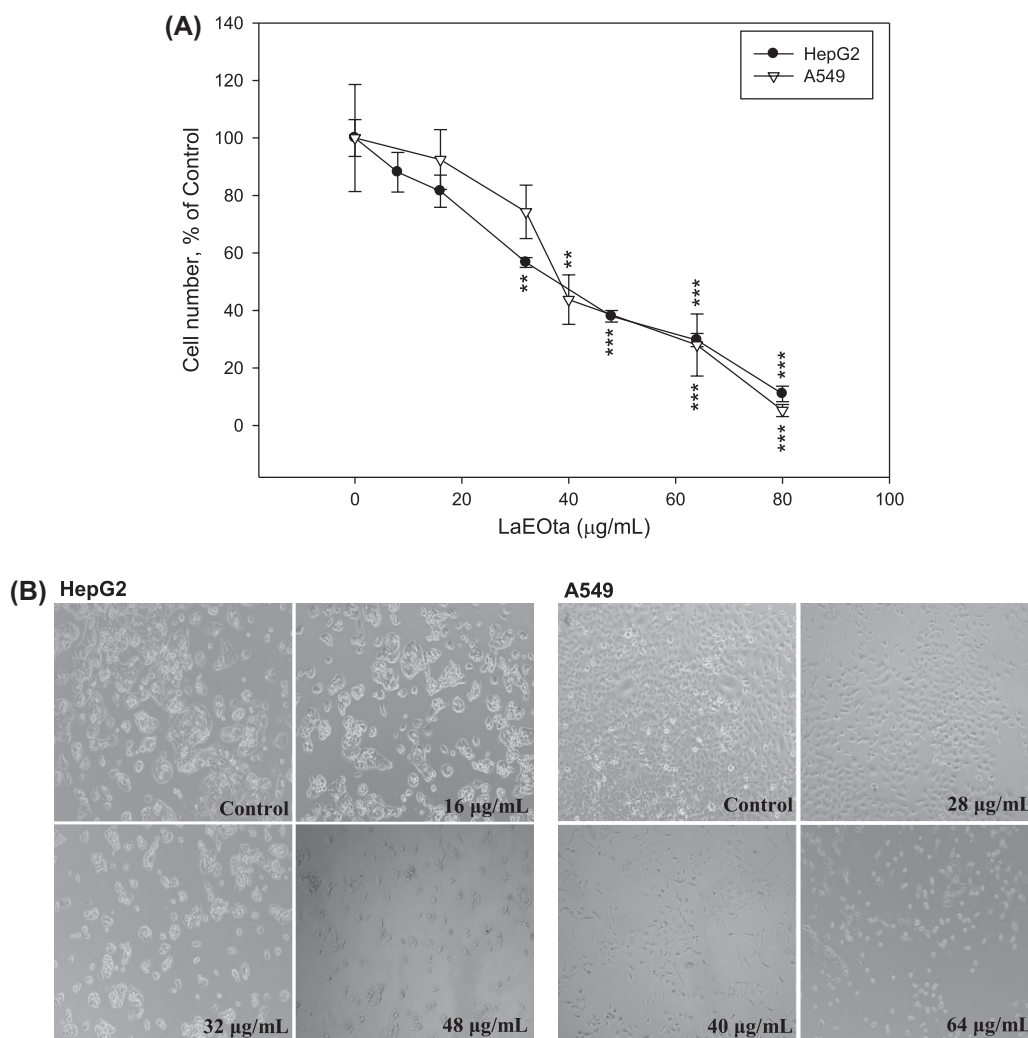 (A)
140
120
100
80
60
40
20
0
Cell number, % of Control
HepG2
A549
**
**
***
***
***
***
***
0
20
40
60
80
100
LaEOta (μg/mL)
(B)
HepG2
A549
Control
16 μg/mL
Control
28 μg/mL
32 μg/mL
48 μg/mL
40 μg/mL
64 μg/mL